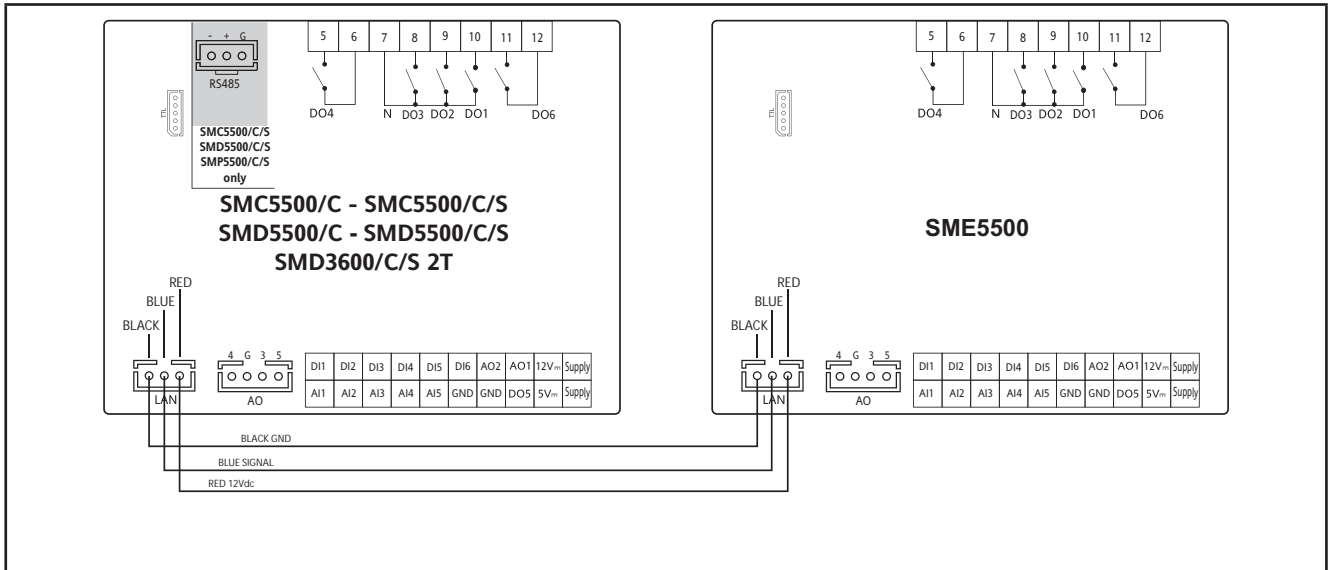 - + G
RS485
TTL
SMC5500/C/S
SMD5500/C/S
SMP5500/C/S
only
5 6 7 8 9 10 11 12
DO4 N DO3 DO2 DO1 DO6
SMC5500/C - SMC5500/C/S
SMD5500/C - SMD5500/C/S
SMD3600/C/S 2T
RED
BLUE
BLACK
LAN
4 G 3 5
AO
DI1 DI2 DI3 DI4 DI5 DI6 AO2 AO1 12Vm Supply
AI1 AI2 AI3 AI4 AI5 GND GND DO5 5Vm Supply
TTL
5 6 7 8 9 10 11 12
DO4 N DO3 DO2 DO1 DO6
SME5500
RED
BLUE
BLACK
LAN
4 G 3 5
AO
DI1 DI2 DI3 DI4 DI5 DI6 AO2 AO1 12Vm Supply
AI1 AI2 AI3 AI4 AI5 GND GND DO5 5Vm Supply
BLACK GND
BLUE SIGNAL
RED 12Vdc